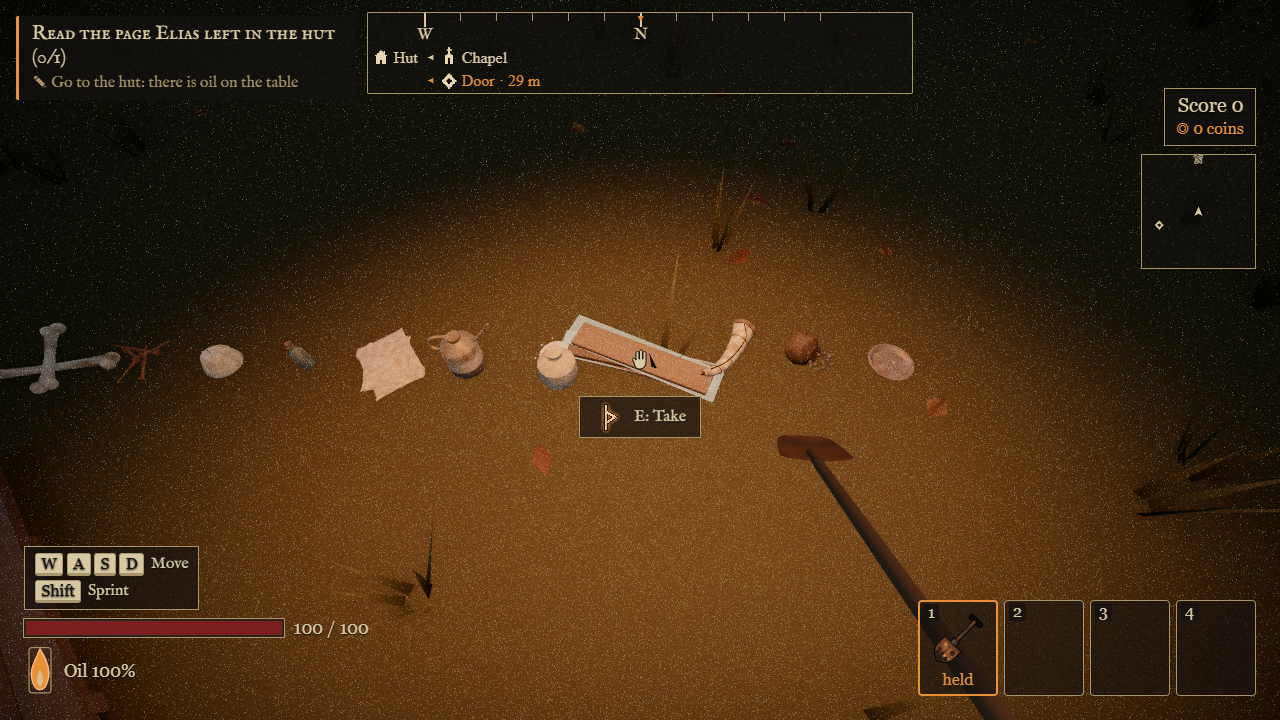 Read the page Elias left in the hut
(0/1)
Go to the hut: there is oil on the table
W N
Hut Chapel
Door · 29 m
Score 0
0 coins
E: Take
W A S D Move
Shift Sprint
100 / 100
Oil 100%
1 2 3 4
held